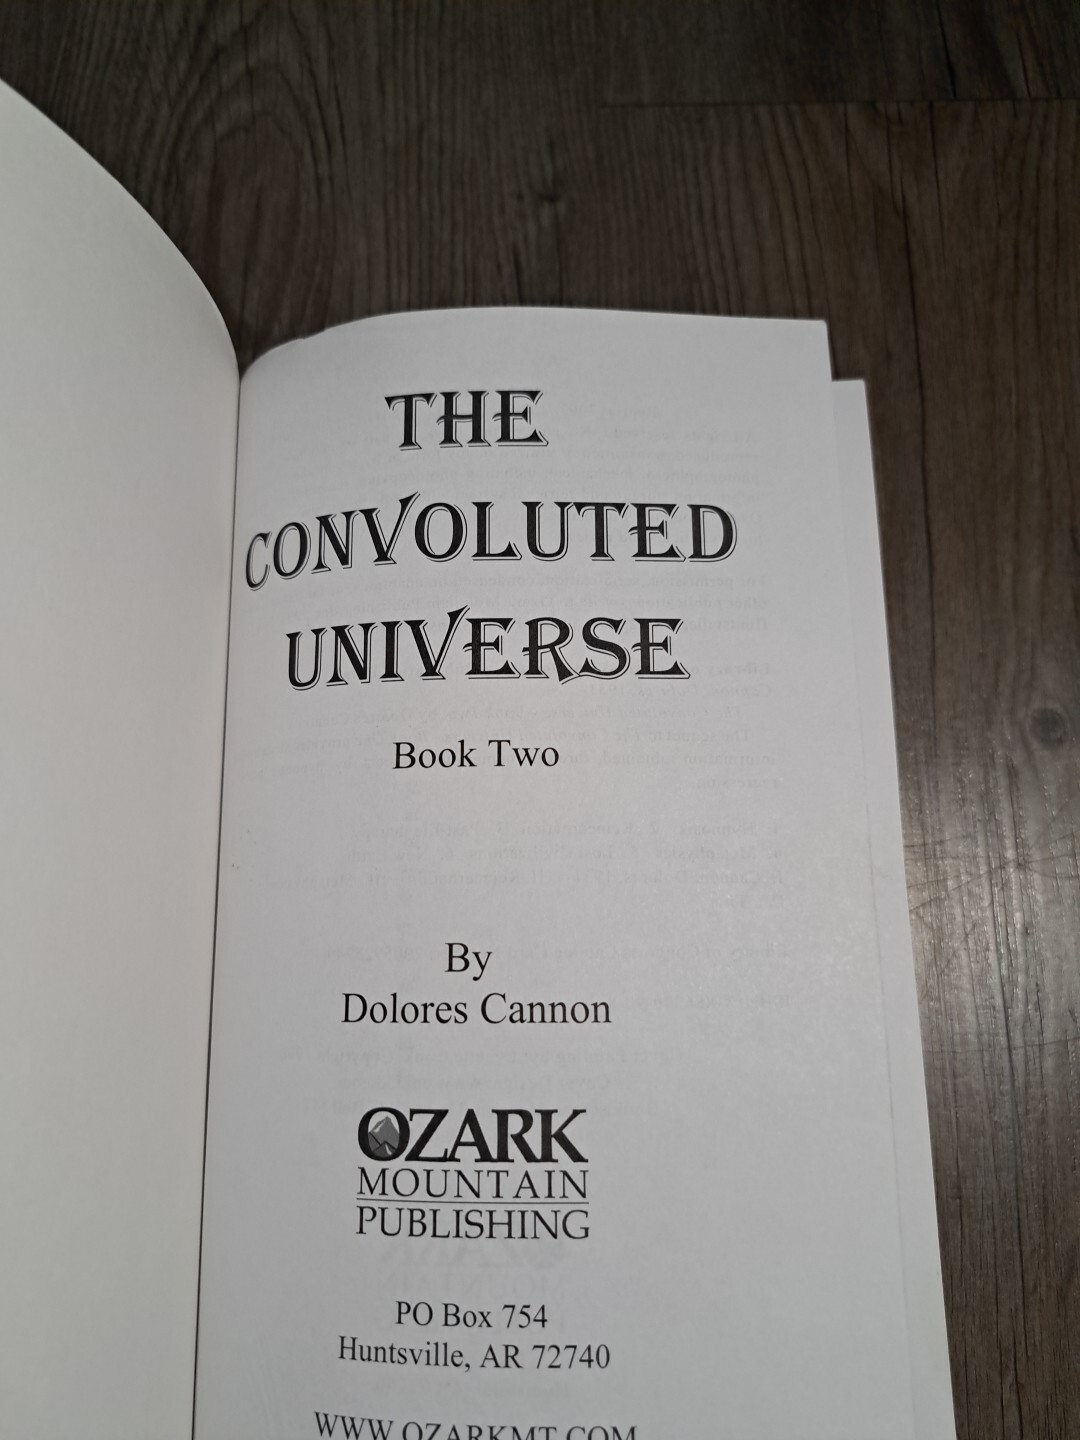 THE
CONVOLUTED
UNIVERSE
Book Two
By
Dolores Cannon
OZARK
MOUNTAIN
PUBLISHING
PO Box 754
Huntsville, AR 72740
WWW.OZARKMT.COM